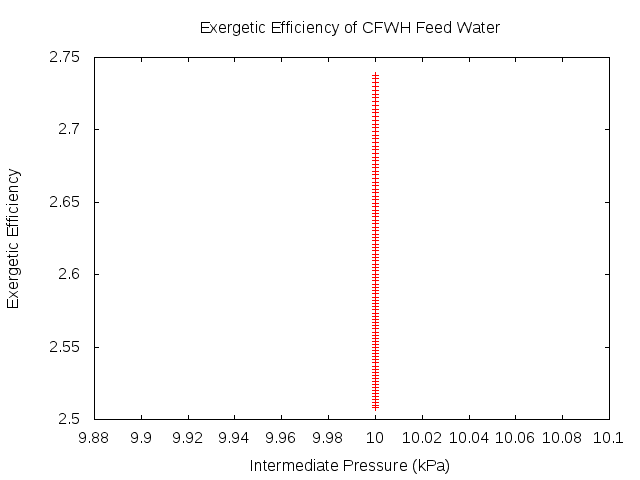 Exergetic Efficiency of CFWH Feed Water
2.75
2.7
2.65
2.6
2.55
2.5
Exergetic Efficiency
9.88 9.9 9.92 9.94 9.96 9.98 10 10.02 10.04 10.06 10.08 10.1
Intermediate Pressure (kPa)